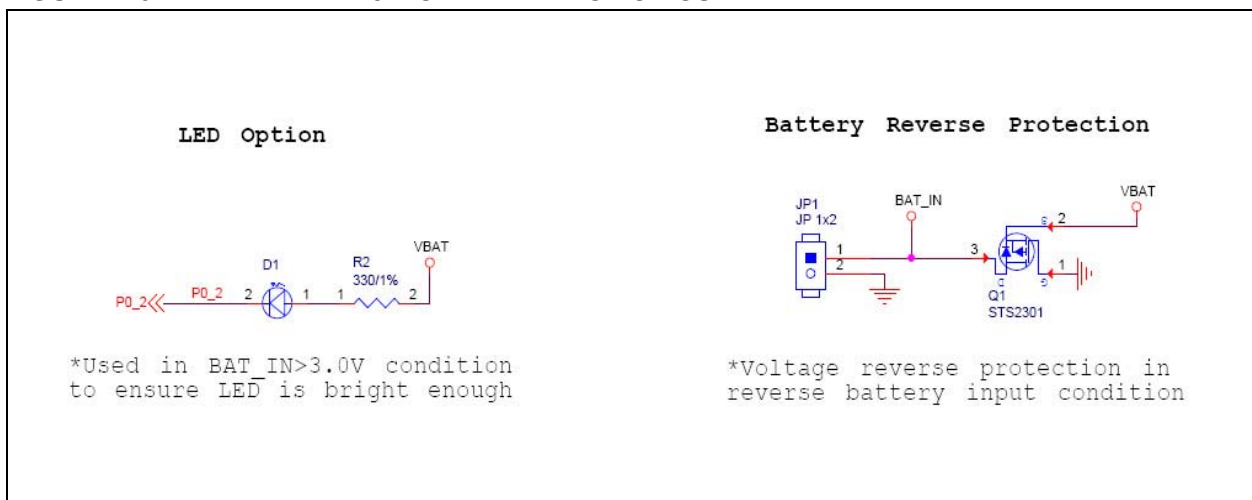 LED Option
D1
R2
330/1%
VBAT
P0_2
P0_2
2
1
1
2
*Used in BAT_IN>3.0V condition
to ensure LED is bright enough
Battery Reverse Protection
JP1
JP 1x2
BAT_IN
VBAT
1
2
3
S
2
D
G
1
Q1
STS2301
*Voltage reverse protection in
reverse battery input condition